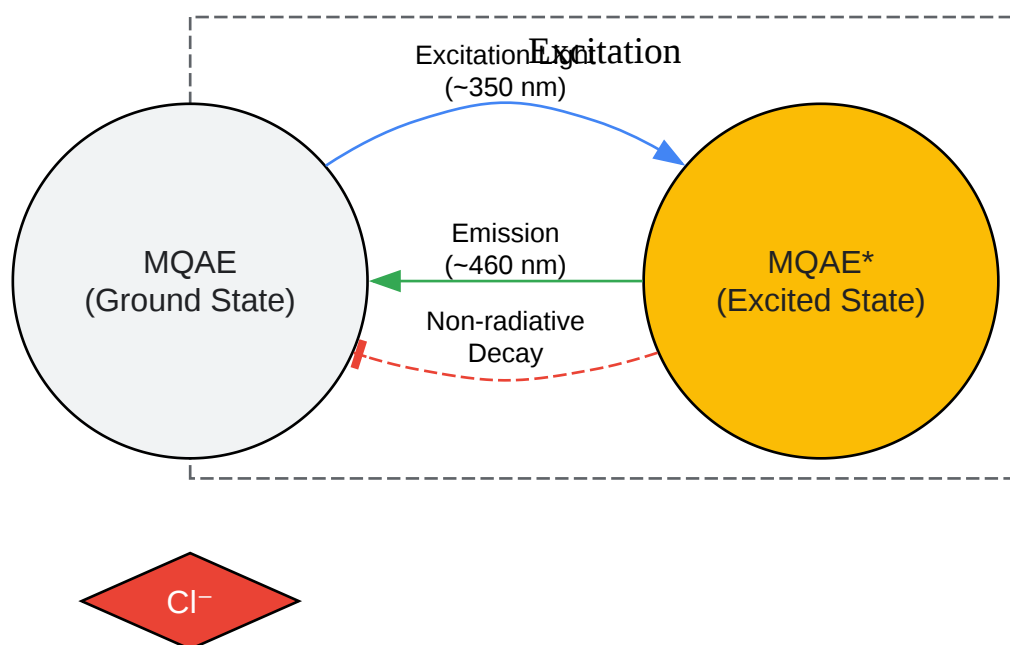 Excitation
Excitation Light
(~350 nm)
MQAE
(Ground State)
Emission
(~460 nm)
Non-radiative
Decay
MQAE*
(Excited State)
Cl⁻